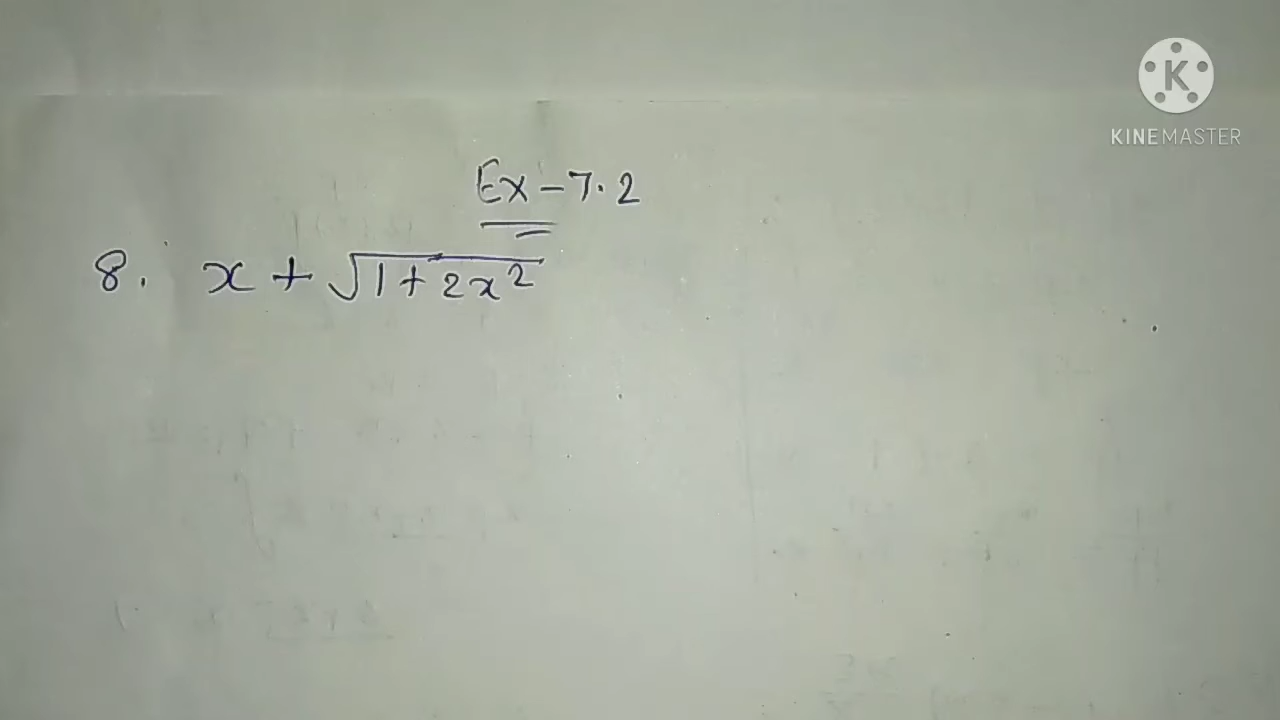 K
KINEMASTER
Ex-7.2
8. x + √1+2x²